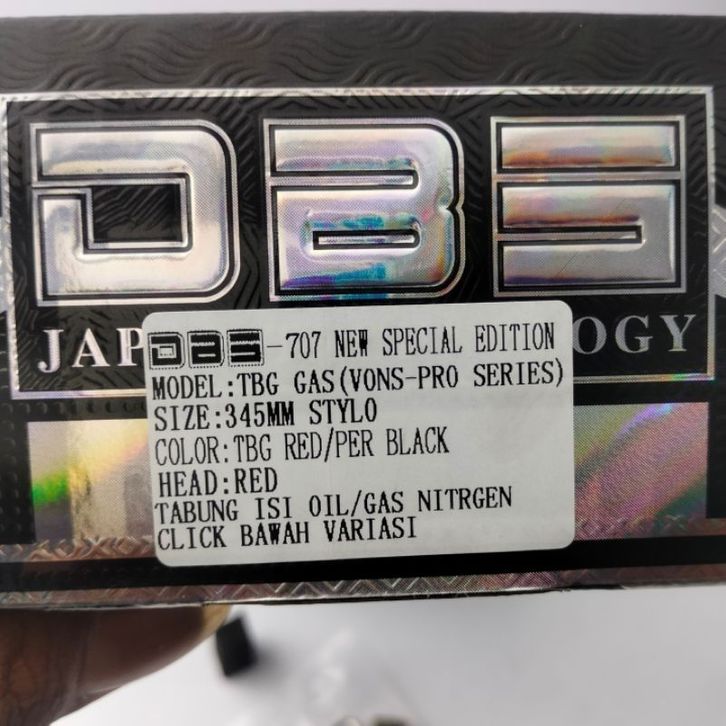 DBS
JAP OGY
DBS-707 NEW SPECIAL EDITION
MODEL:TBG GAS(VONS-PRO SERIES)
SIZE:345MM STYLO
COLOR:TBG RED/PER BLACK
HEAD:RED
TABUNG ISI OIL/GAS NITRGEN
CLICK BAWAH VARIASI